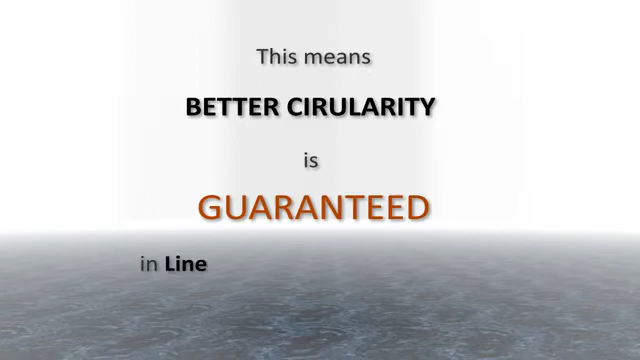 This means
BETTER CIRULARITY
is
GUARANTEED
in Line